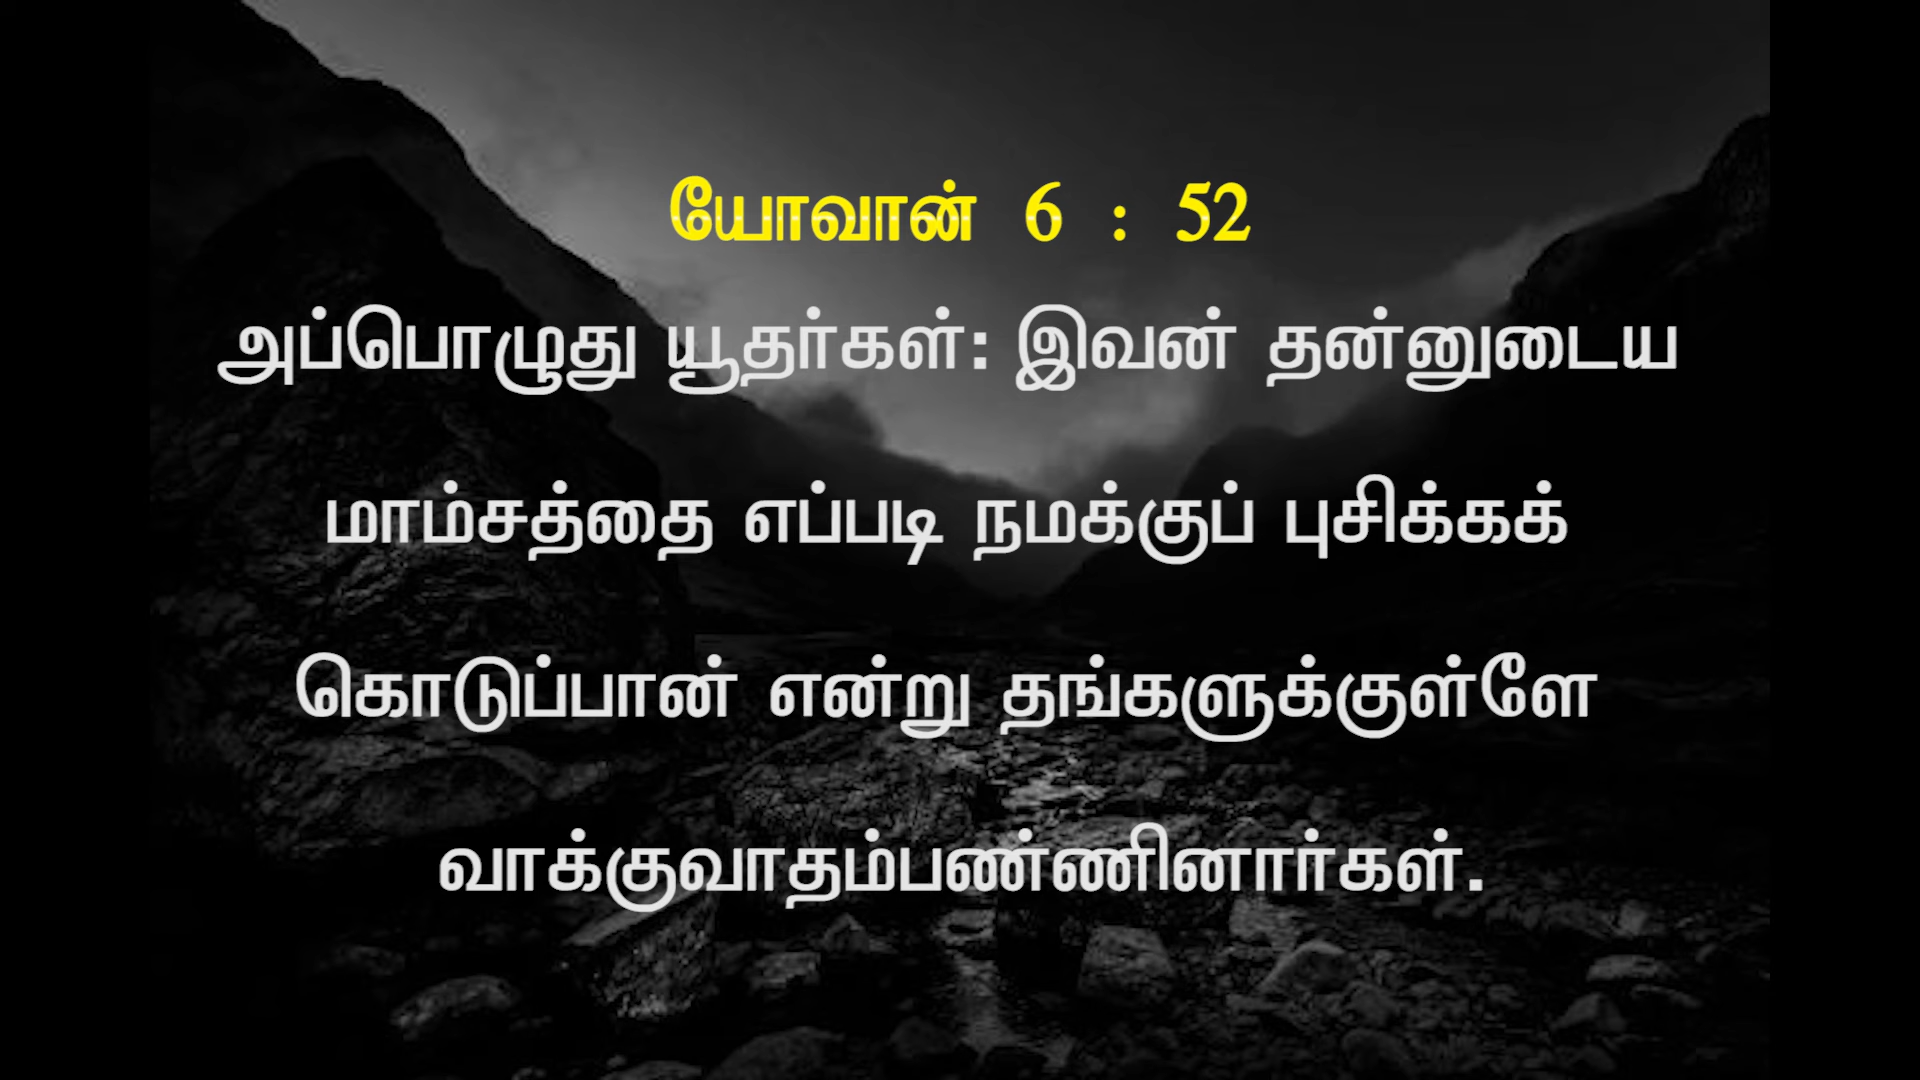 யோவான் 6 : 52
அப்பொழுது யூதர்கள்: இவன் தன்னுடைய
மாம்சத்தை எப்படி நமக்குப் புசிக்கக்
கொடுப்பான் என்று தங்களுக்குள்ளே
வாக்குவாதம்பண்ணினார்கள்.